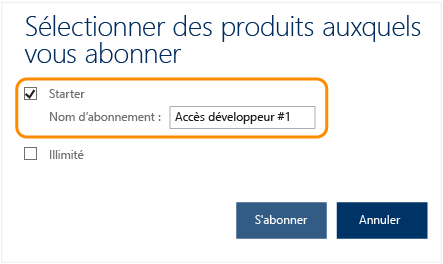 Sélectionner des produits auxquels
vous abonner
Starter
Nom d'abonnement :
Accès développeur #1
Illimité
S'abonner
Annuler